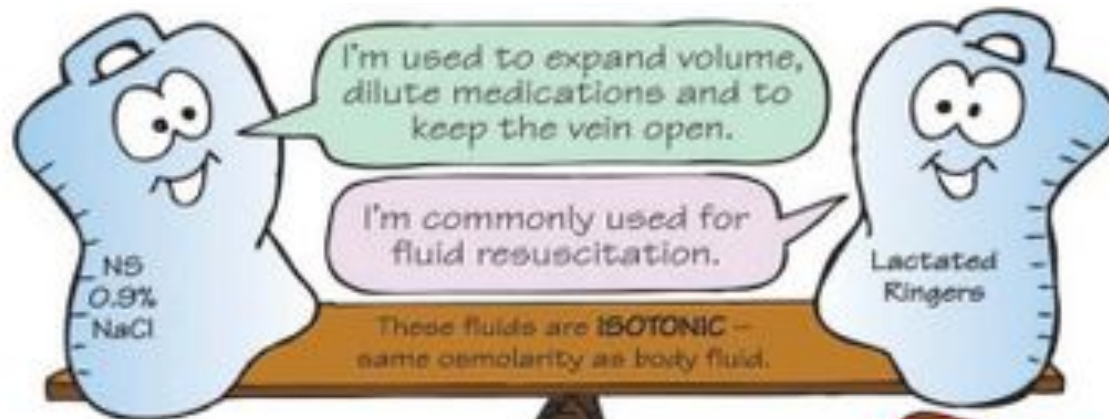 I'm used to expand volume,
dilute medications and to
keep the vein open.
I'm commonly used for
fluid resuscitation.
NS
0.9%
NaCl
Lactated
Ringers
These fluids are ISOTONIC –
same osmolarity as body fluid.